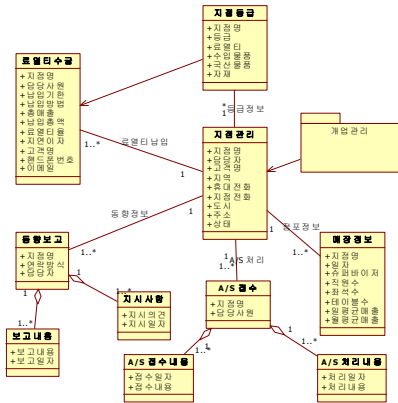 지점등급
+지점명
+등급
+료열티
+수입물품
+국산물품
+자재
료열티수금
+지점명
+담당사원
+납입기한
+납입방법
+총매출
+납입총액
+료열티율
+지연이자
+고객명
+핸드폰번호
+이메일
*
등급정보
1
료열티납입
1..*
1
지점관리
+지점명
+담당자
+고객명
+지역
+휴대전화
+지점전화
+도시
+주소
+상태
개업관리
동향정보
1
1..*
1
점포정보
1..*
1
A/S처리
1..*
동향보고
+지점명
+연락방식
+담당자
1
1..*
지시사항
+지시의견
+지시일자
1
1..*
보고내용
+보고내용
+보고일자
매장정보
+지점명
+일자
+슈퍼바이저
+직원수
+좌석수
+테이블수
+일평균매출
+월평균매출
A/S 접수
+지점명
+담당사원
1
1..*
1
1..*
A/S 접수내용
+접수일자
+접수내용
A/S 처리내용
+처리일자
+처리내용